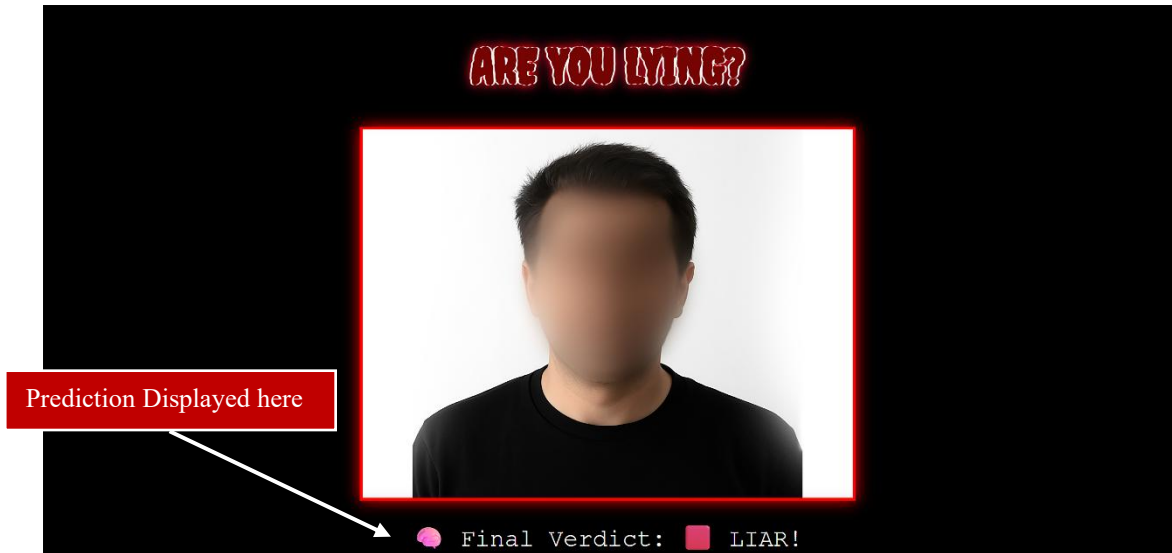 ARE YOU LYING?
Prediction Displayed here
🧠 Final Verdict: 🟥 LIAR!